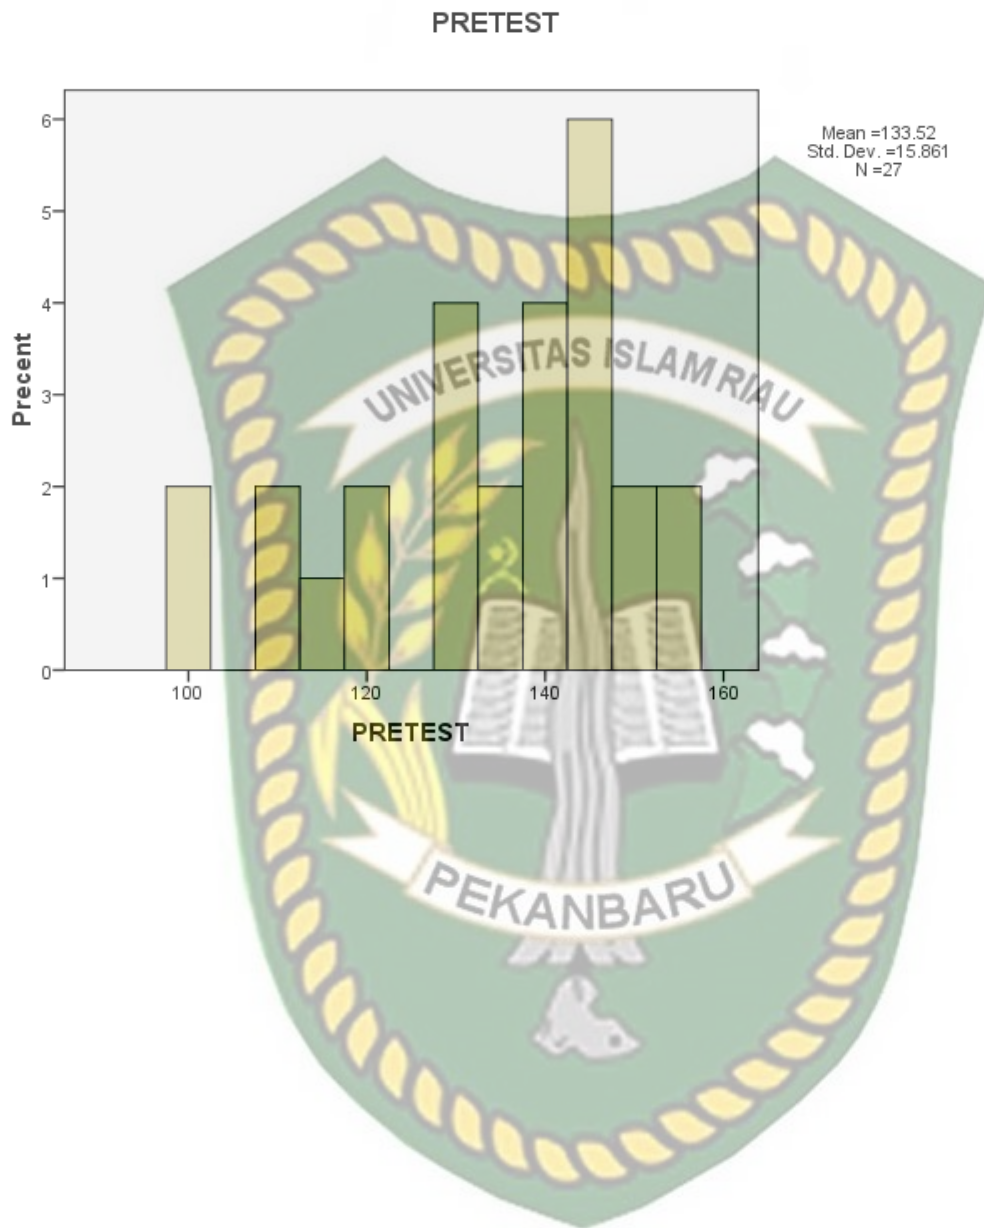 PRETEST
Mean =133.52
Std. Dev. =15.861
N =27
6
5
4
3
2
1
0
Precent
100 120 140 160
PRETEST
UNIVERSITAS ISLAM RIAU
PEKANBARU